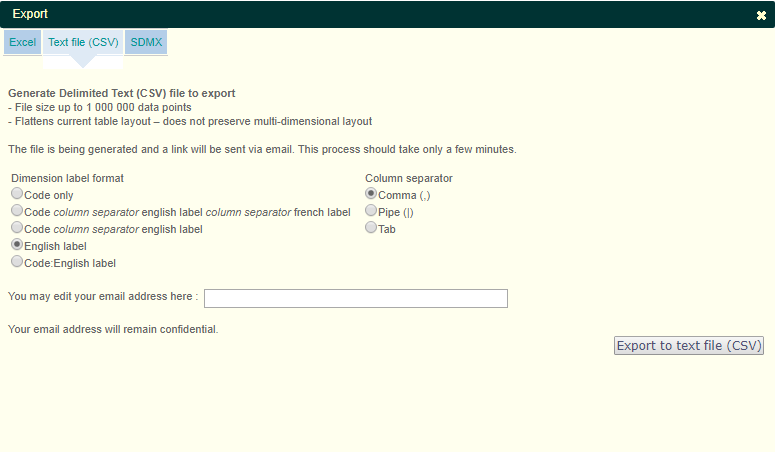 Export
Excel Text file (CSV) SDMX
Generate Delimited Text (CSV) file to export
- File size up to 1 000 000 data points
- Flattens current table layout – does not preserve multi-dimensional layout
The file is being generated and a link will be sent via email. This process should take only a few minutes.
Dimension label format
Code only
Code column separator english label column separator french label
Code column separator english label
English label
Code:English label
Column separator
Comma (,)
Pipe (|)
Tab
You may edit your email address here :
Your email address will remain confidential.
Export to text file (CSV)